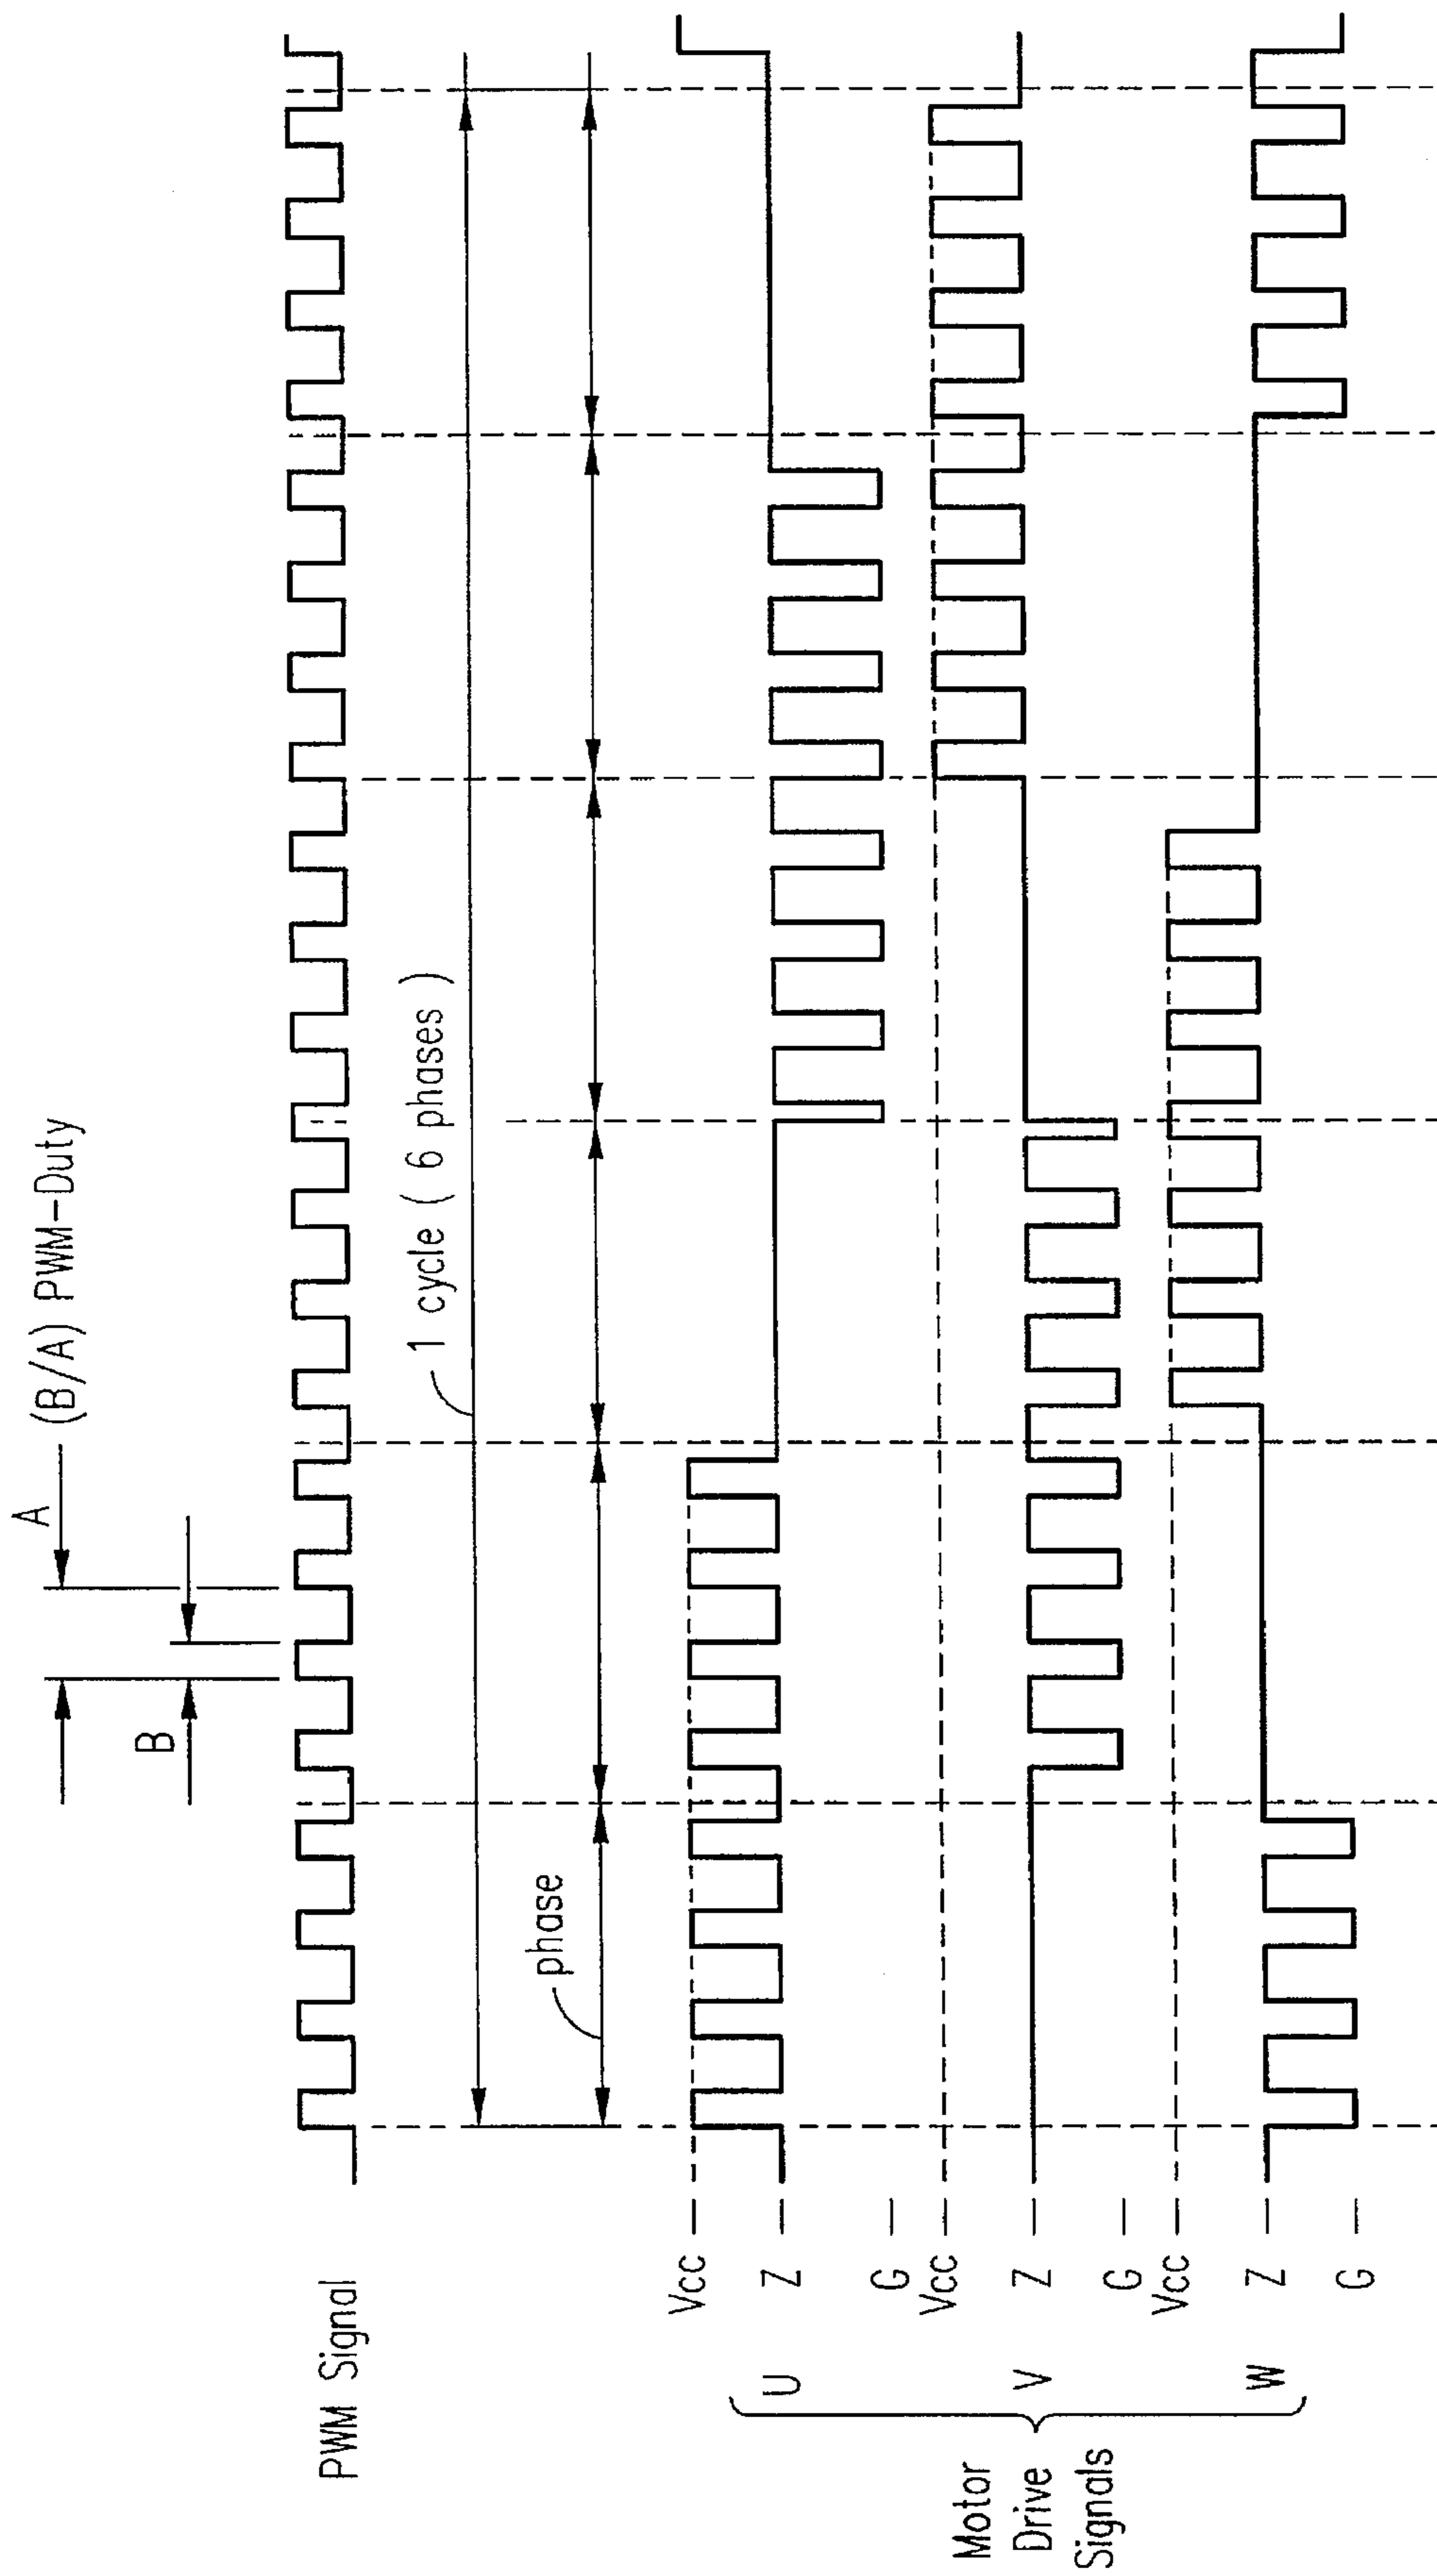 A
(B/A) PWM-Duty
B
PWM Signal
1 cycle ( 6 phases )
phase
Motor
Drive
Signals
U
Vcc
Z
G
V
Vcc
Z
G
W
Vcc
Z
G